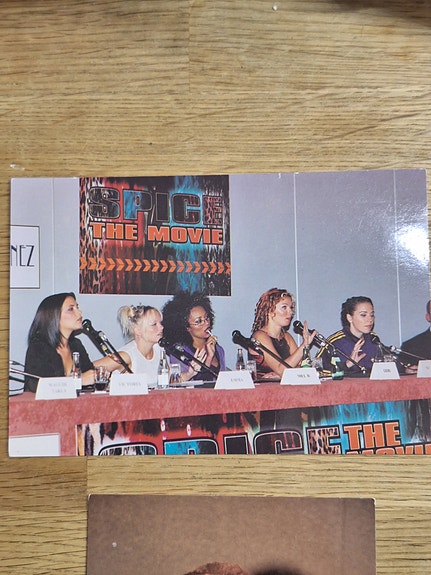 SPICE
THE MOVIE
NEZ
VICTORIA
EMMA
MEL B
SPICE THE
MOVIE